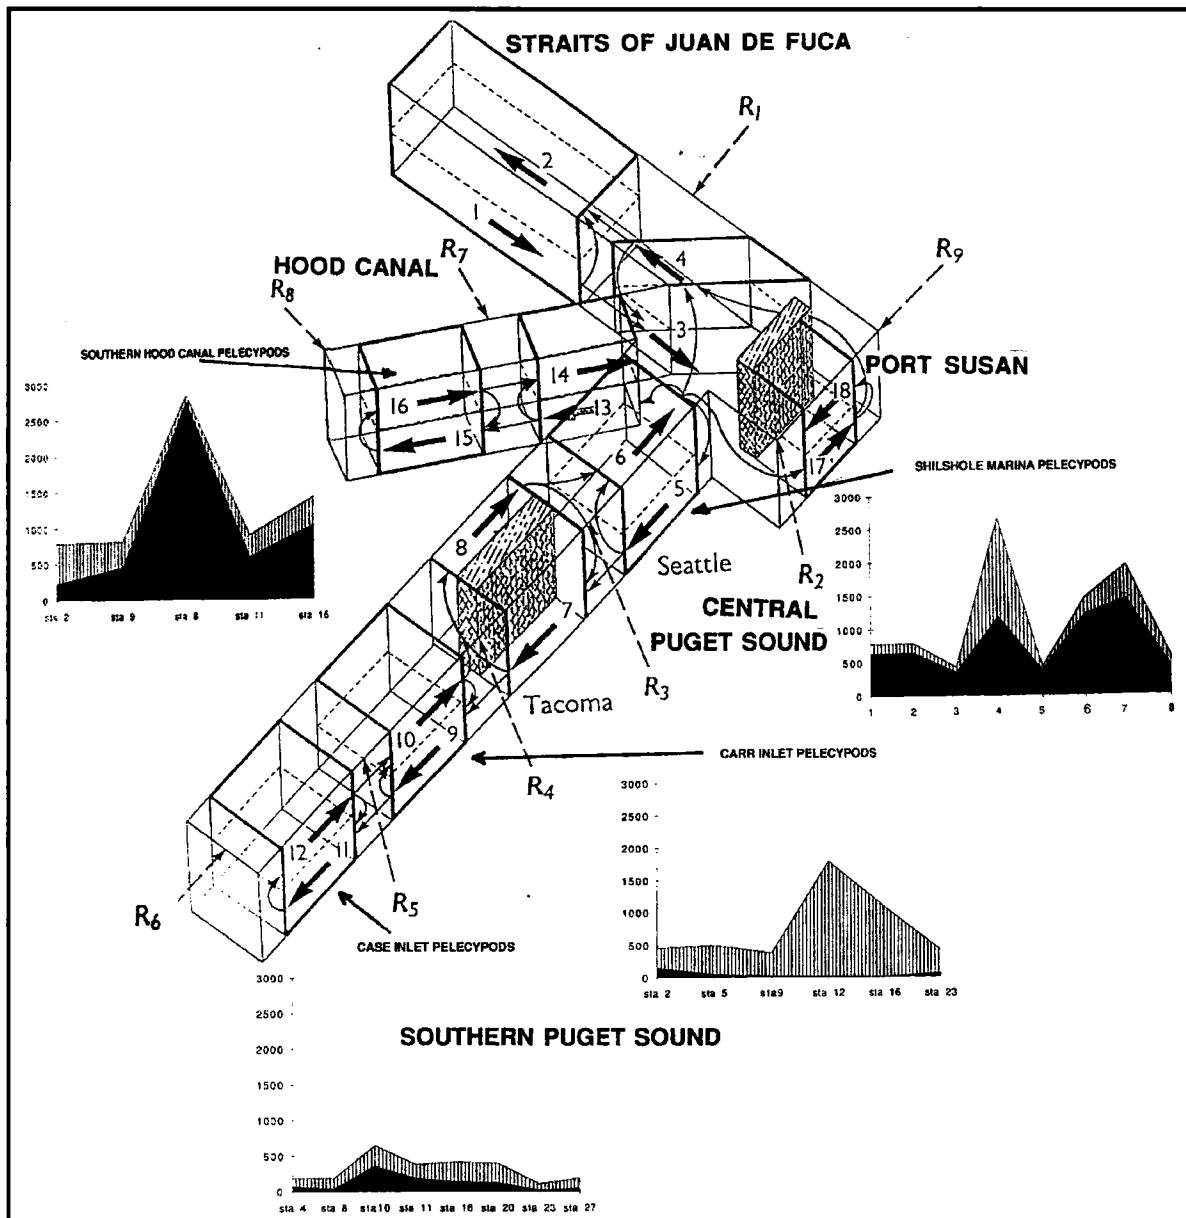 STRAITS OF JUAN DE FUCA
R1
2
1
4
R9
HOOD CANAL
R7
R8
3
SOUTHERN HOOD CANAL PELECYPODS
PORT SUSAN
14
18
16
13
15
6
17
5
SHILSHOLE MARINA PELECYPODS
3000
2500
2000
1500
1000
500
0
sta 2 sta 9 sta 8 sta 11 sta 16
8
Seattle
R2
CENTRAL
PUGET SOUND
7
R3
Tacoma
3000
2500
2000
1500
1000
500
0
1 2 3 4 5 6 7 8
10
9
CARR INLET PELECYPODS
R4
12
11
R5
R6
CASE INLET PELECYPODS
3000
2500
2000
1500
1000
500
0
sta 2 sta 5 sta9 sta 12 sta 16 sta 23
SOUTHERN PUGET SOUND
3000
2500
2000
1500
1000
500
0
sta 4 sta 8 sta10 sta 11 sta 16 sta 20 sta 23 sta 27